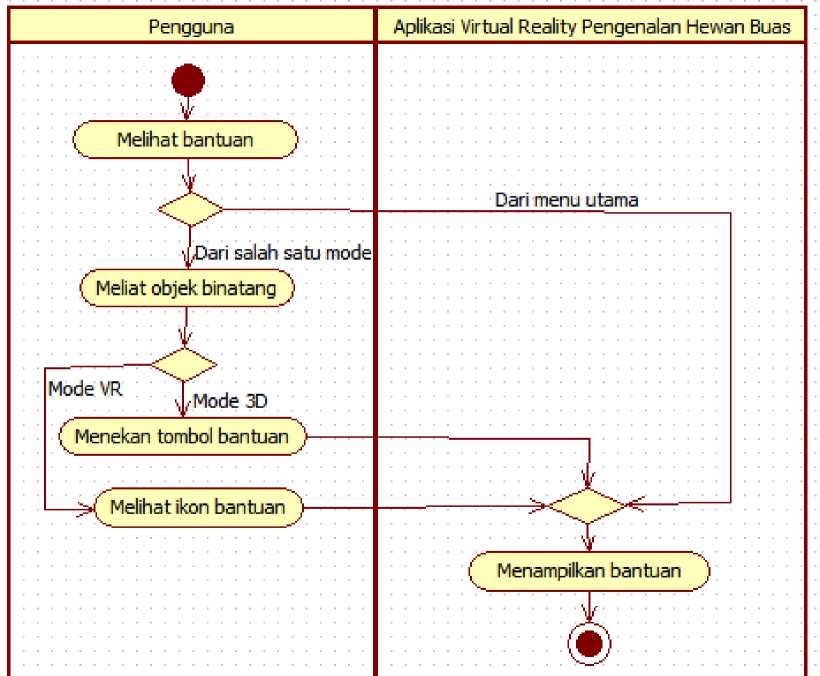 Pengguna
Aplikasi Virtual Reality Pengenalan Hewan Buas
Melihat bantuan
Dari menu utama
Dari salah satu mode
Meliat objek binatang
Mode VR
Mode 3D
Menekan tombol bantuan
Melihat ikon bantuan
Menampilkan bantuan